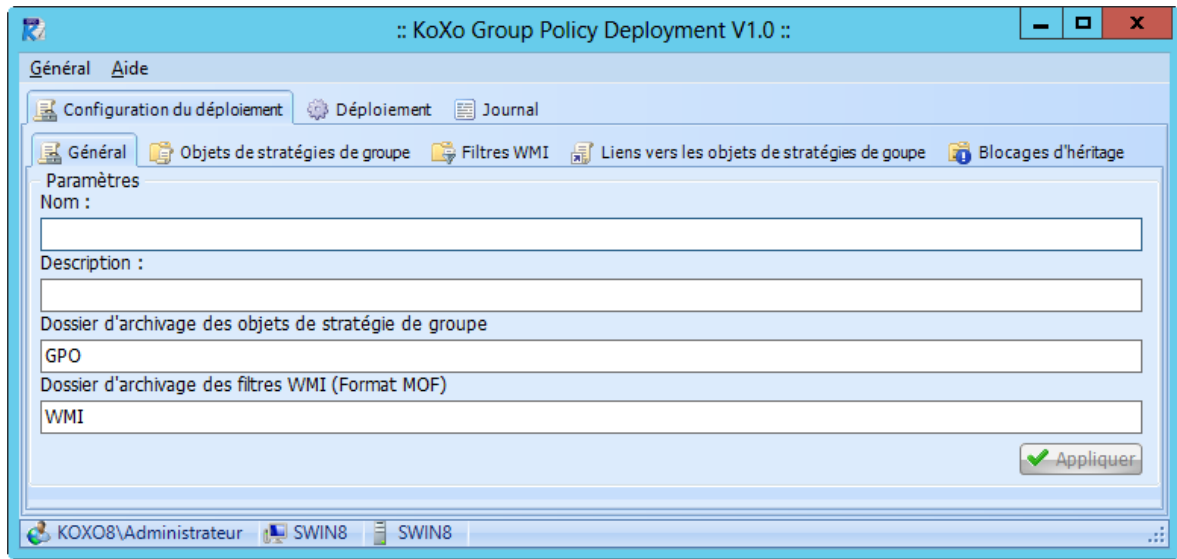 :: KoXo Group Policy Deployment V1.0 ::
Général Aide
Configuration du déploiement Déploiement Journal
Général Objets de stratégies de groupe Filtres WMI Liens vers les objets de stratégies de goupe Blocages d'héritage
Paramètres
Nom :
Description :
Dossier d'archivage des objets de stratégie de groupe
GPO
Dossier d'archivage des filtres WMI (Format MOF)
WMI
Appliquer
KOXO8\Administrateur SWIN8 SWIN8